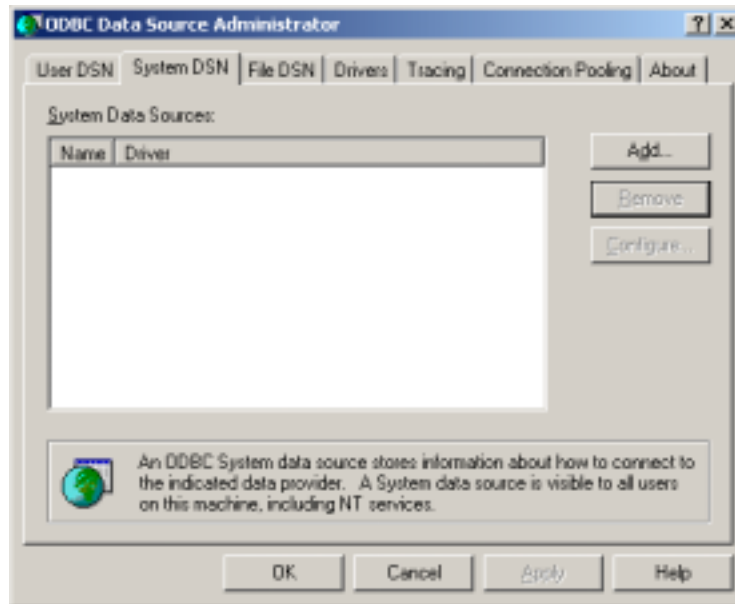 ODBC Data Source Administrator
User DSN System DSN File DSN Drivers Tracing Connection Pooling About
System Data Sources:
Name Driver
Add...
Remove
Configure...
An ODBC System data source stores information about how to connect to
the indicated data provider. A System data source is visible to all users
on this machine, including NT services.
OK Cancel Apply Help